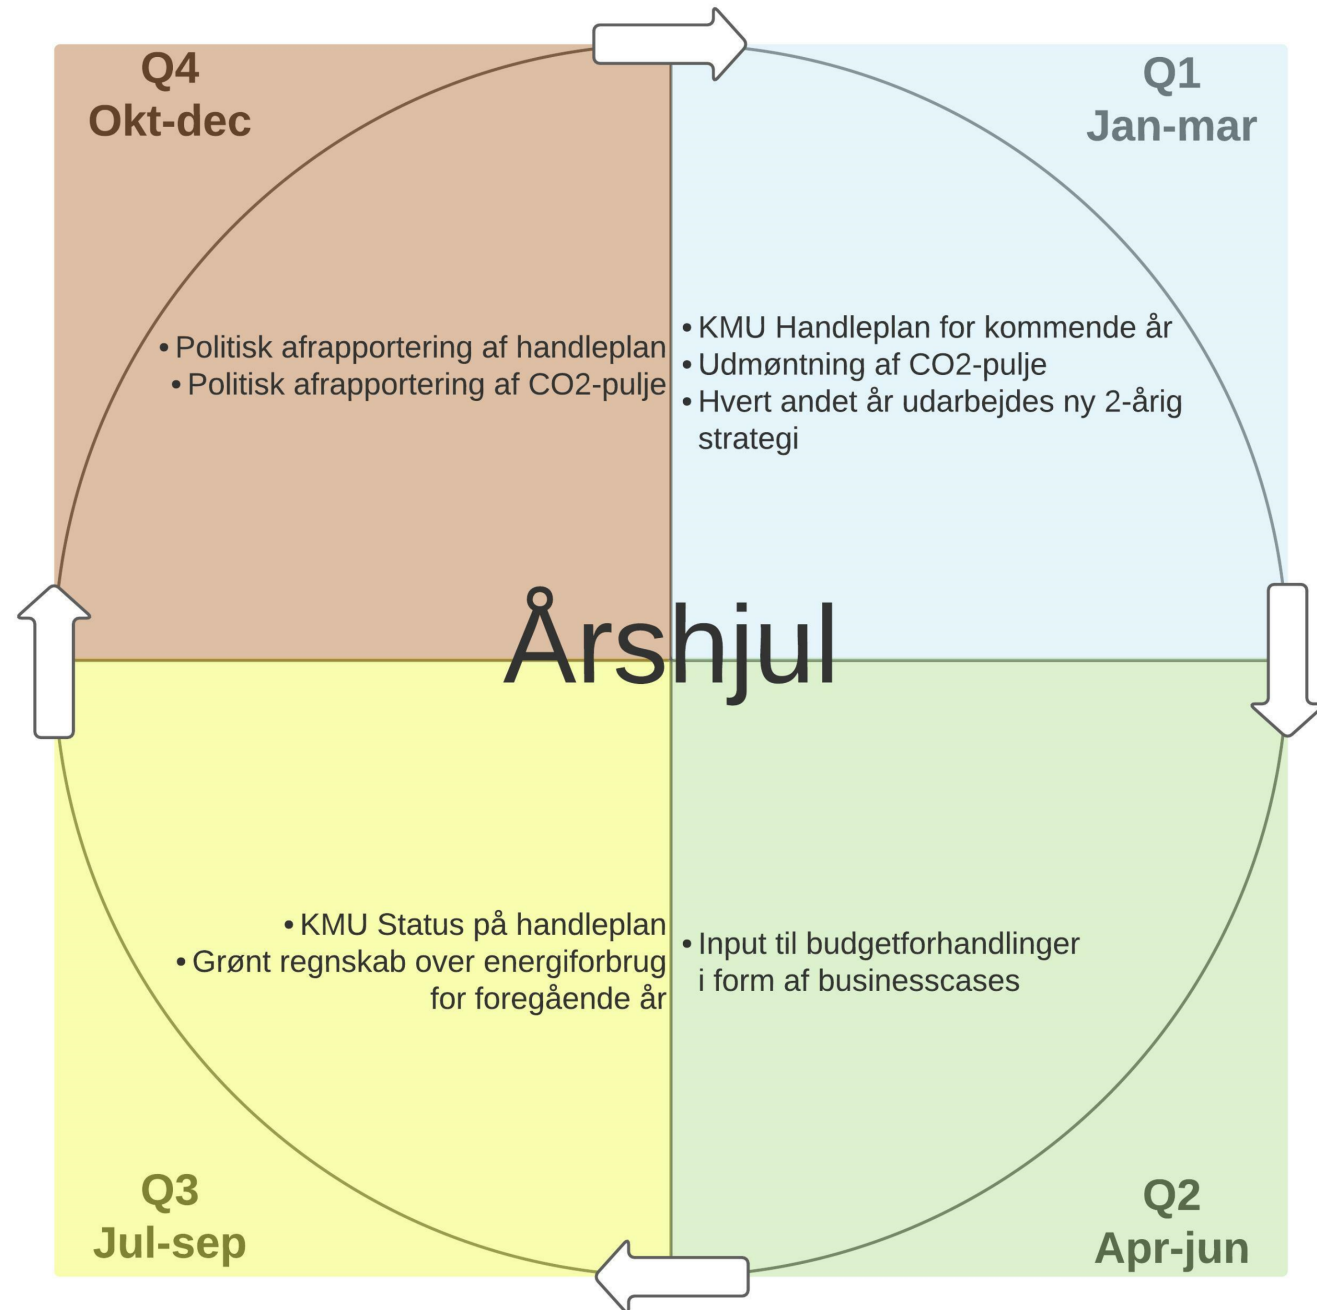 Q4
Okt-dec
Q1
Jan-mar
• Politisk afrapportering af handleplan
• Politisk afrapportering af CO2-pulje
• KMU Handleplan for kommende år
• Udmøntning af CO2-pulje
• Hvert andet år udarbejdes ny 2-årig
strategi
Årshjul
• KMU Status på handleplan
• Grønt regnskab over energiforbrug
for foregående år
• Input til budgetforhandlinger
i form af businesscases
Q3
Jul-sep
Q2
Apr-jun